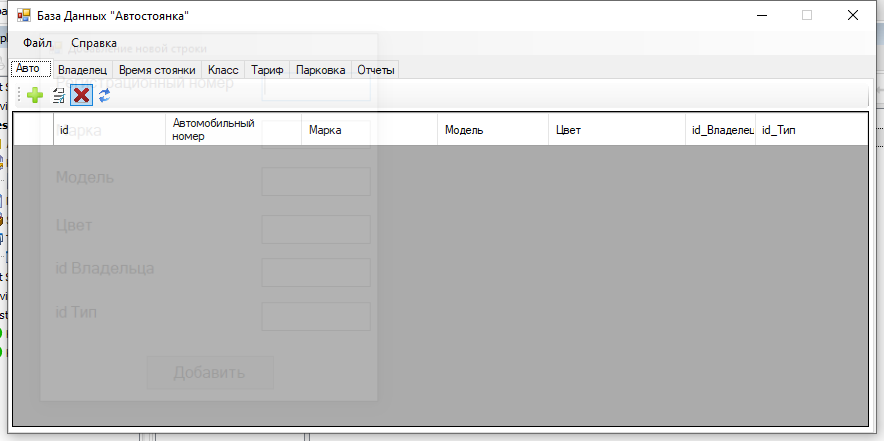 База Данных "Автостоянка"
Файл Справка
Добавление новой строки
Авто Владелец Время стоянки Класс Тариф Парковка Отчеты
Регистрационный номер
id Автомобильный номер Марка Модель Цвет id_Владелец id_Тип
Марка
Модель
Цвет
id Владельца
id Тип
Добавить